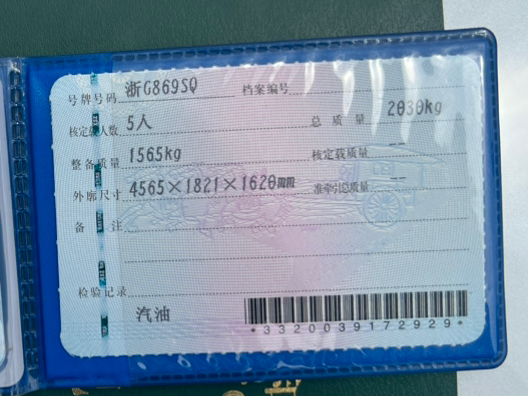 号牌号码 浙G869SQ 档案编号
核定载人数 5人 总质量 2030kg
整备质量 1565kg 核定载质量 --
外廓尺寸 4565×1821×1620mm 准牵引总质量 --
备注
检验记录
汽油
*3320039172929*